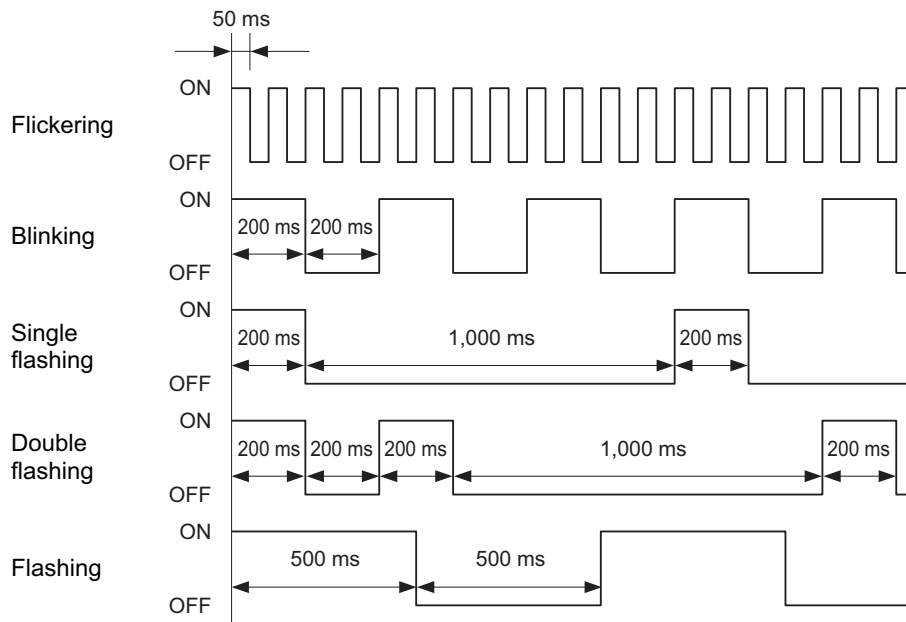 50 ms
ON
Flickering
OFF
ON
200 ms 200 ms
Blinking
OFF
ON
Single
flashing
200 ms 1,000 ms 200 ms
OFF
ON
Double
flashing
200 ms 200 ms 200 ms 1,000 ms 200 ms
OFF
ON
Flashing
500 ms 500 ms
OFF